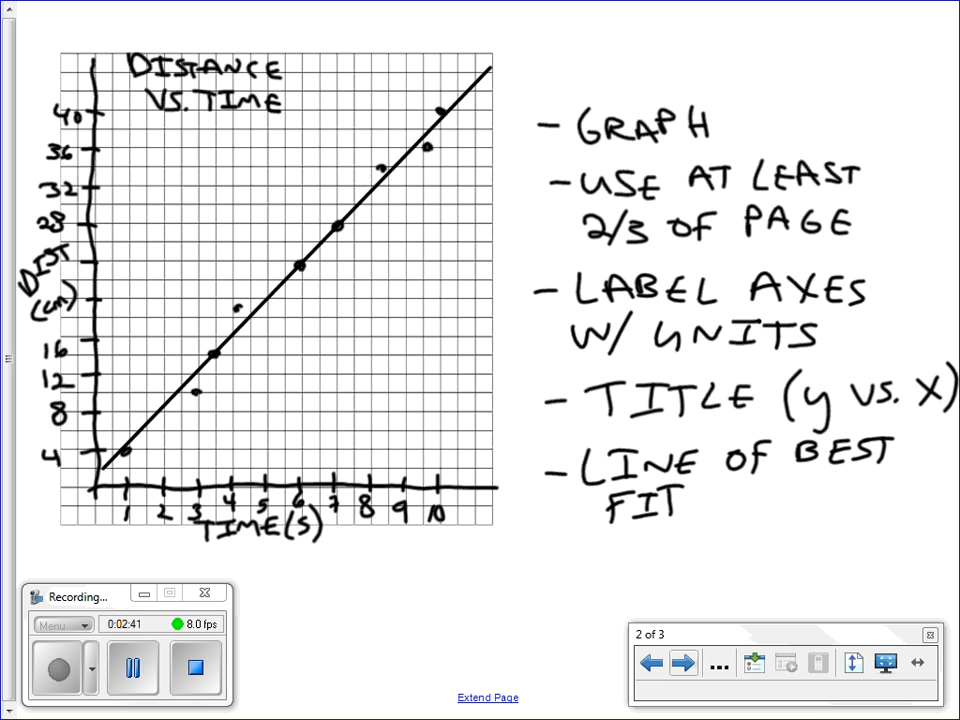 DISTANCE
VS. TIME
40
36
32
28
DIST
(cm)
16
12
8
4
1 2 3 4 5 6 7 8 9 10
TIME(S)
- GRAPH
- USE AT LEAST
2/3 OF PAGE
- LABEL AXES
W/ UNITS
- TITLE (y VS. X)
- LINE OF BEST
FIT
Recording...
Menu
0:02:41
8.0 fps
2 of 3
Extend Page